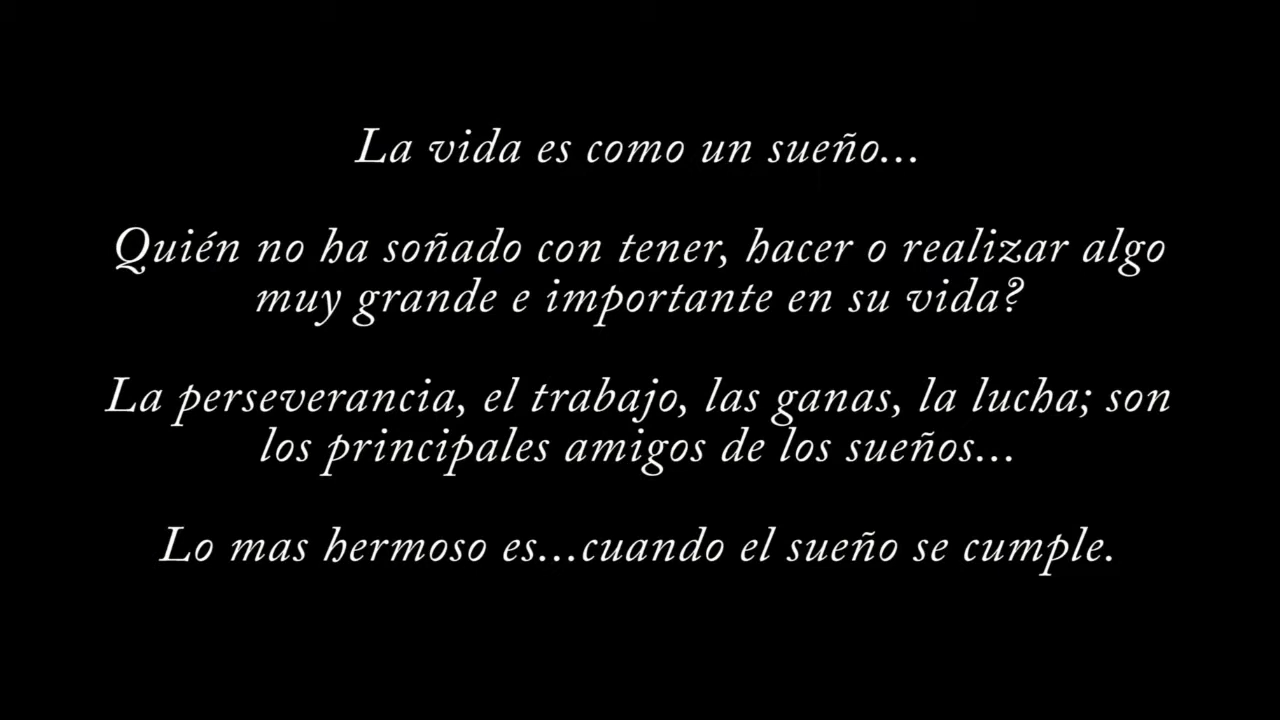 La vida es como un sueño...
Quién no ha soñado con tener, hacer o realizar algo
muy grande e importante en su vida?
La perseverancia, el trabajo, las ganas, la lucha; son
los principales amigos de los sueños...
Lo mas hermoso es...cuando el sueño se cumple.